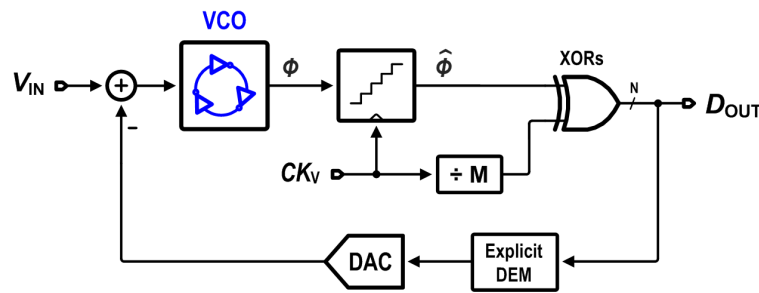 VCO
XORs
V_IN
+
Φ
Φ̂
N
D_OUT
-
CK_V
÷ M
DAC
Explicit
DEM